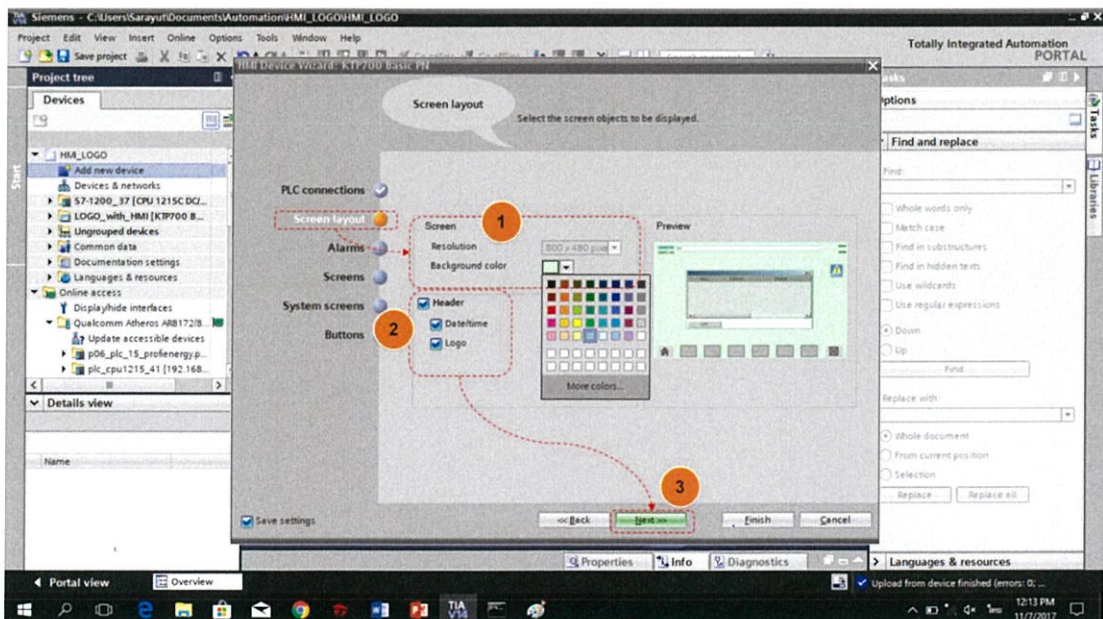 Siemens - C:\Users\Sarayut\Documents\Automation\HMI_LOGO\HMI_LOGO
Project Edit View Insert Online Options Tools Window Help
Totally Integrated Automation
PORTAL
Save project
HMI Device Wizard: KTP700 Basic PN
Project tree
Devices
Start
HMI_LOGO
Add new device
Devices & networks
S7-1200_37 [CPU 1215C DC/...
LOGO_with_HMI [KTP700 B...
Ungrouped devices
Common data
Documentation settings
Languages & resources
Online access
Display/hide interfaces
Qualcomm Atheros AR8172/8...
Update accessible devices
p06_plc_15_profienergy.p...
plc_cpu1215_41 [192.168...
Details view
Name
Screen layout
Select the screen objects to be displayed.
PLC connections
Screen layout
Alarms
Screens
System screens
Buttons
1
Screen
Resolution
800 x 480 pixe
Background color
2
Header
Date/time
Logo
More colors...
Preview
3
Save settings
<< Back
Next >>
Finish
Cancel
Tasks
Options
Find and replace
Find:
Whole words only
Match case
Find in substructures
Find in hidden texts
Use wildcards
Use regular expressions
Down
Up
Find
Replace with:
Whole document
From current position
Selection
Replace
Replace all
Languages & resources
Tasks
Libraries
Properties
Info
Diagnostics
Portal view
Overview
Upload from device finished (errors: 0; ...
TIA
V14
12:13 PM
11/7/2017